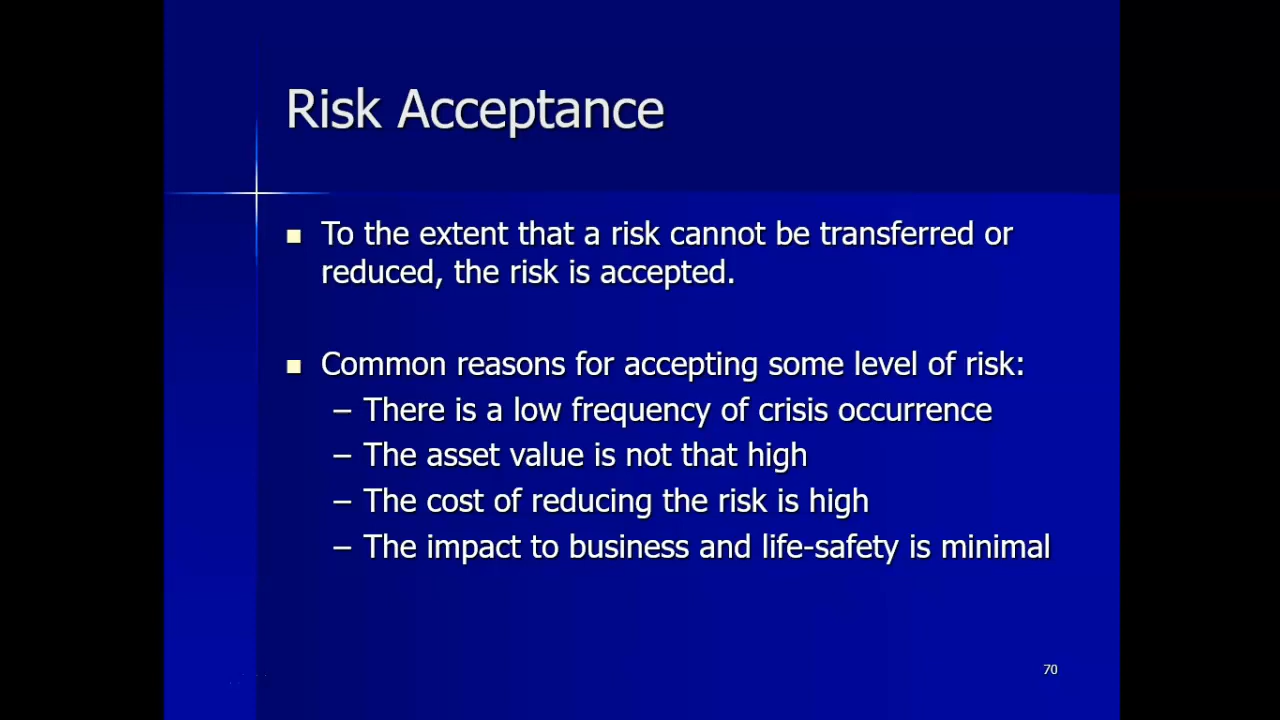 Risk Acceptance
To the extent that a risk cannot be transferred or
reduced, the risk is accepted.
Common reasons for accepting some level of risk:
– There is a low frequency of crisis occurrence
– The asset value is not that high
– The cost of reducing the risk is high
– The impact to business and life-safety is minimal
70